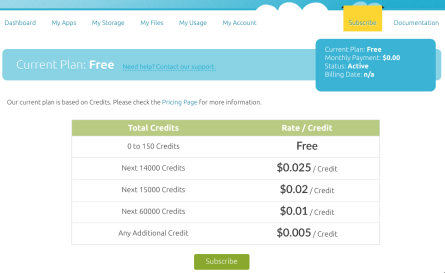 Dashboard My Apps My Storage My Files My Usage My Account Subscribe Documentation
Current Plan: Free
Monthly Payment: $0.00
Status: Active
Billing Date: n/a
Current Plan: Free Need help? Contact our support.
Our current plan is based on Credits. Please check the Pricing Page for more information.
Total Credits Rate / Credit
0 to 150 Credits Free
Next 14000 Credits $0.025 / Credit
Next 15000 Credits $0.02 / Credit
Next 60000 Credits $0.01 / Credit
Any Additional Credit $0.005 / Credit
Subscribe